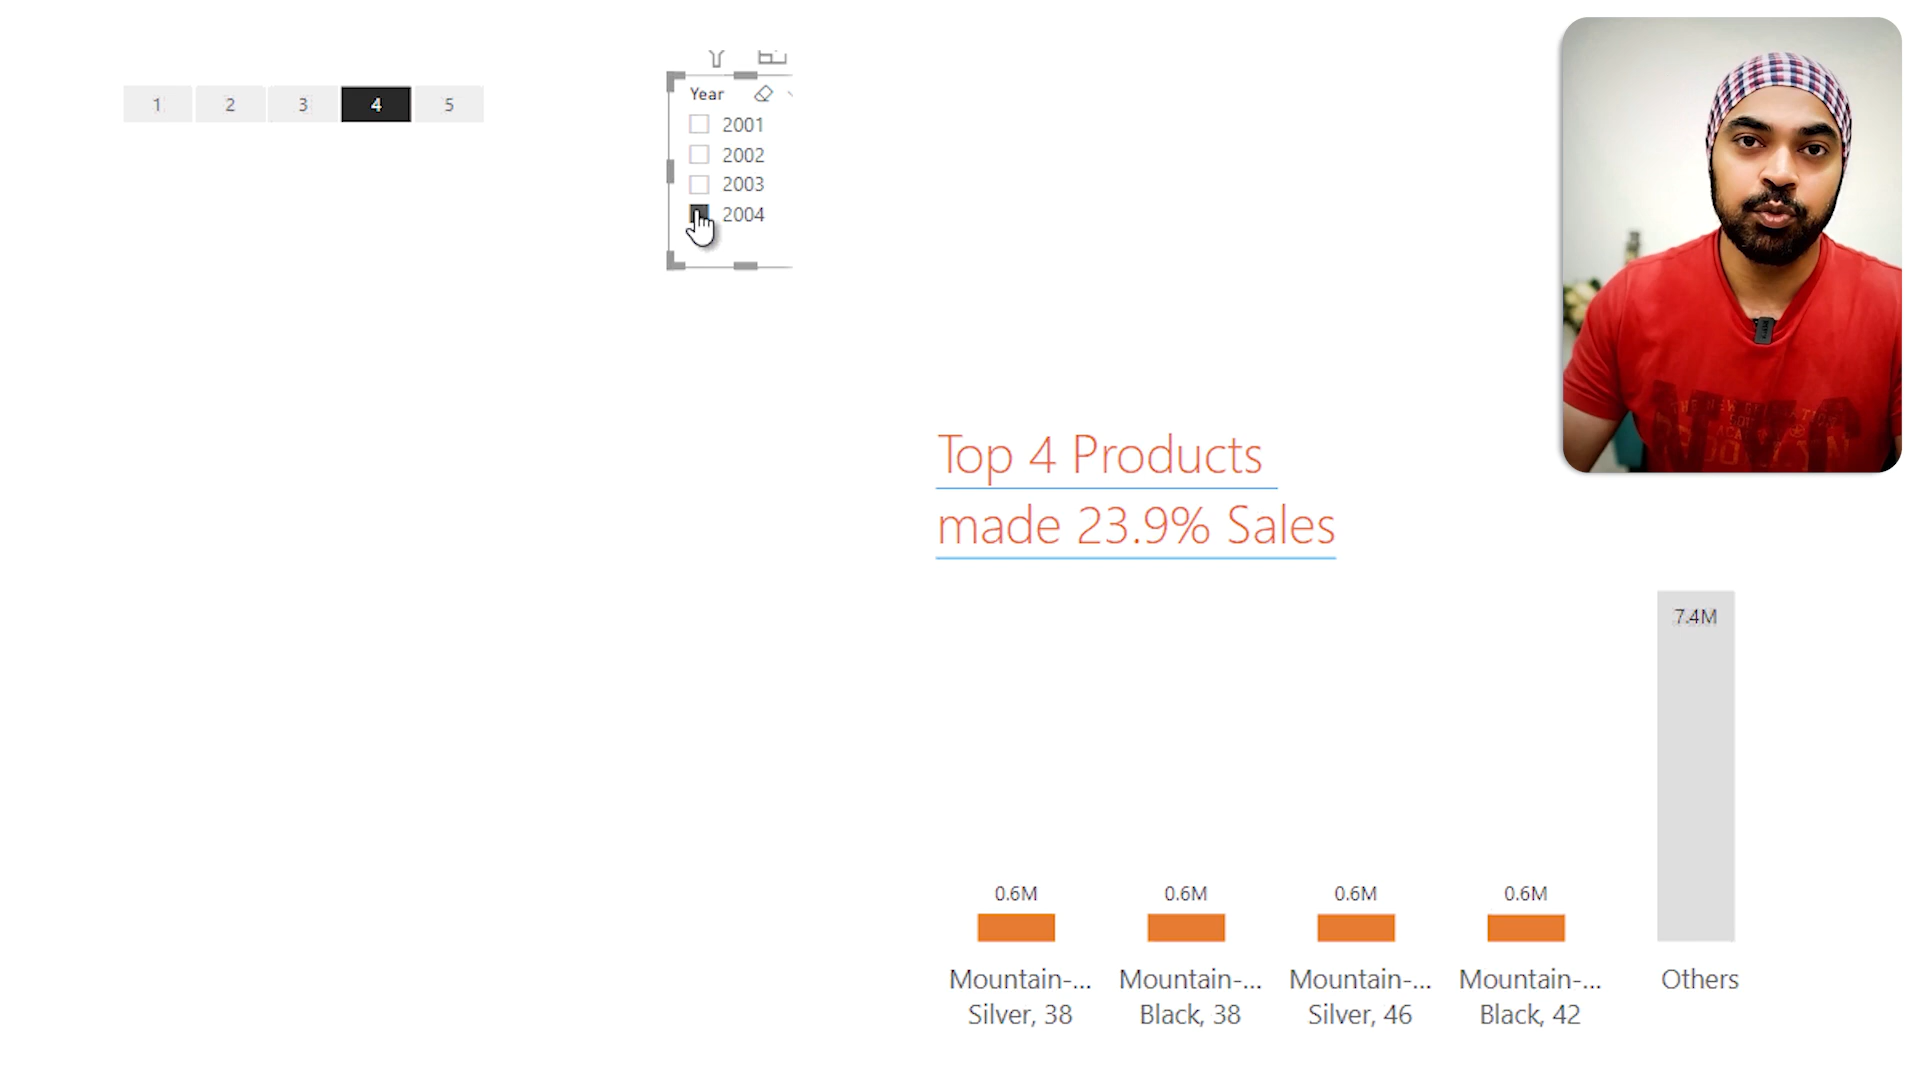 1 2 3 4 5
Year
2001
2002
2003
2004
Top 4 Products
made 23.9% Sales
7.4M
0.6M 0.6M 0.6M 0.6M
Mountain-... Mountain-... Mountain-... Mountain-... Others
Silver, 38 Black, 38 Silver, 46 Black, 42